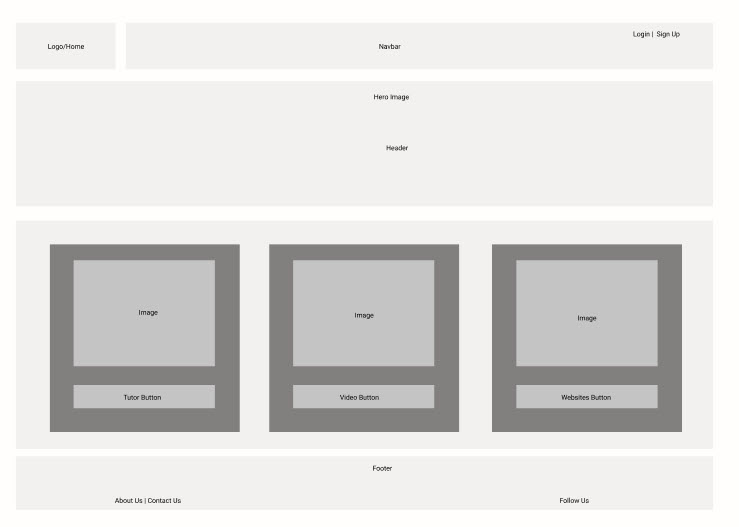 Login | Sign Up
Logo/Home
Navbar
Hero Image
Header
Image
Image
Image
Tutor Button
Video Button
Websites Button
Footer
About Us | Contact Us
Follow Us